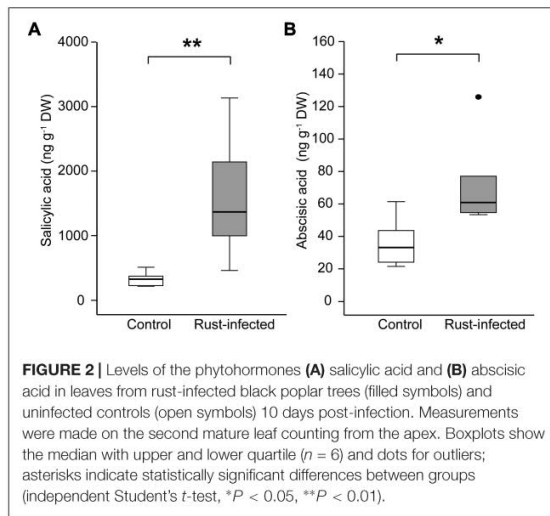 A
B
**
*
4000
3000
2000
1000
0
Salicylic acid (ng g⁻¹ DW)
160
140
120
100
80
60
40
20
0
Abscisic acid (ng g⁻¹ DW)
Control Rust-infected
Control Rust-infected
FIGURE 2 | Levels of the phytohormones (A) salicylic acid and (B) abscisic
acid in leaves from rust-infected black poplar trees (filled symbols) and
uninfected controls (open symbols) 10 days post-infection. Measurements
were made on the second mature leaf counting from the apex. Boxplots show
the median with upper and lower quartile (n = 6) and dots for outliers;
asterisks indicate statistically significant differences between groups
(independent Student's t-test, *P < 0.05, **P < 0.01).